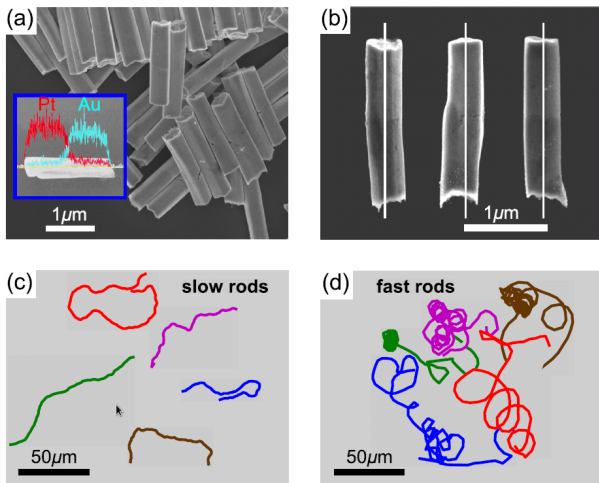 (a)
Pt Au
1μm
(b)
1μm
(c)
slow rods
50μm
(d)
fast rods
50μm